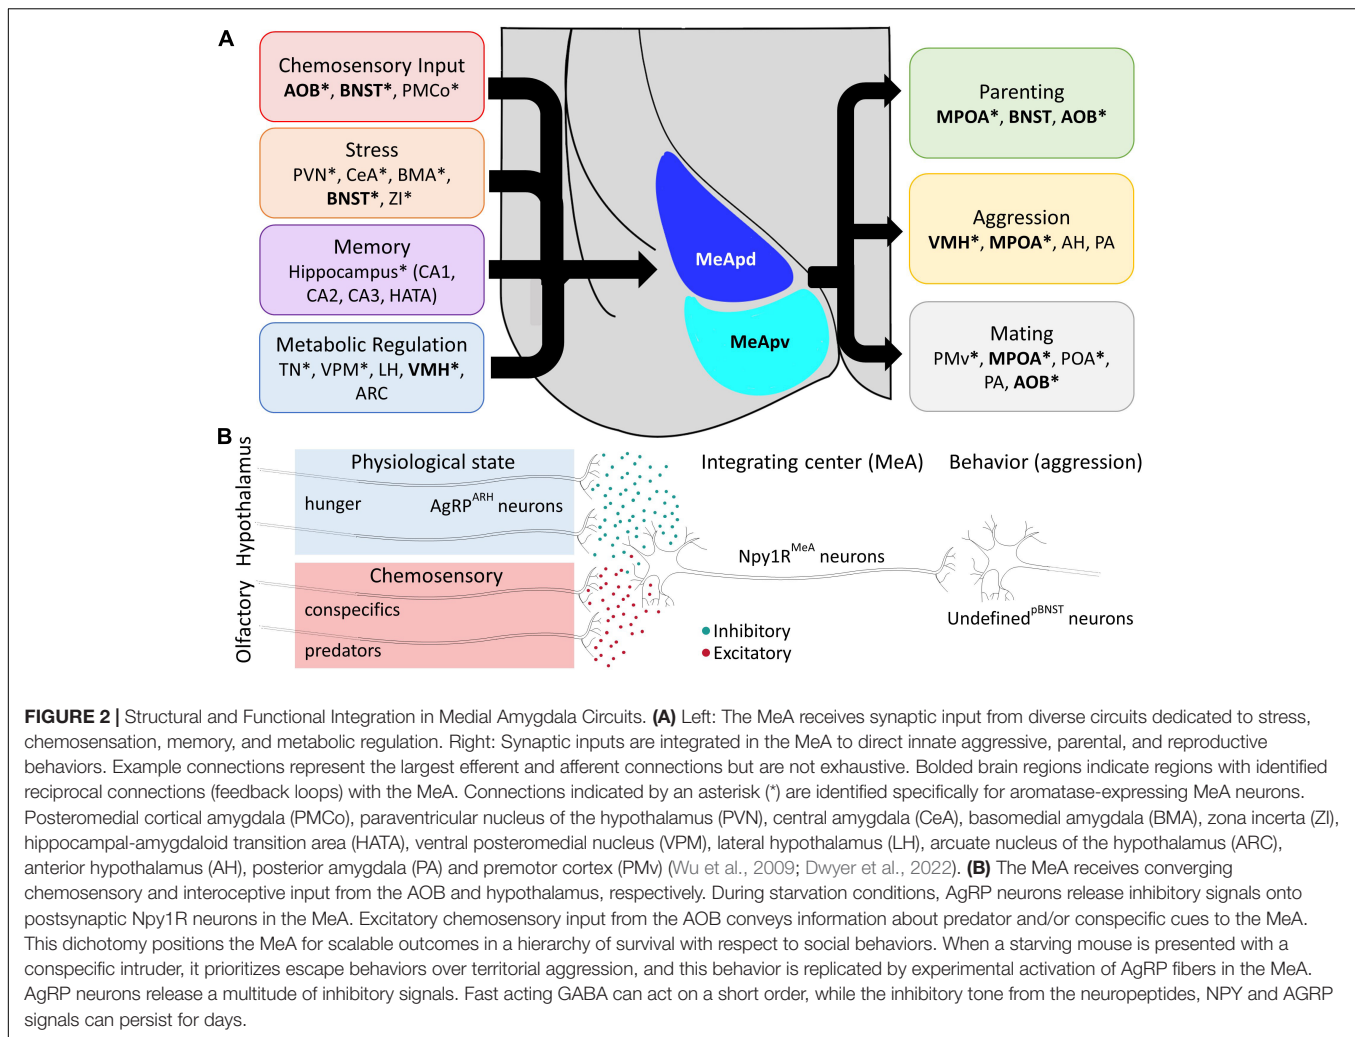 A
Chemosensory Input
AOB*, BNST*, PMCo*
Stress
PVN*, CeA*, BMA*,
BNST*, ZI*
Memory
Hippocampus* (CA1,
CA2, CA3, HATA)
Metabolic Regulation
TN*, VPM*, LH, VMH*,
ARC
MeApd
MeApv
Parenting
MPOA*, BNST, AOB*
Aggression
VMH*, MPOA*, AH, PA
Mating
PMv*, MPOA*, POA*,
PA, AOB*
B
Hypothalamus
Olfactory
Physiological state
hunger
AgRP^ARH neurons
Chemosensory
conspecifics
predators
Integrating center (MeA)
Behavior (aggression)
Npy1R^MeA neurons
Undefined^pBNST neurons
Inhibitory
Excitatory
FIGURE 2 | Structural and Functional Integration in Medial Amygdala Circuits. (A) Left: The MeA receives synaptic input from diverse circuits dedicated to stress,
chemosensation, memory, and metabolic regulation. Right: Synaptic inputs are integrated in the MeA to direct innate aggressive, parental, and reproductive
behaviors. Example connections represent the largest efferent and afferent connections but are not exhaustive. Bolded brain regions indicate regions with identified
reciprocal connections (feedback loops) with the MeA. Connections indicated by an asterisk (*) are identified specifically for aromatase-expressing MeA neurons.
Posteromedial cortical amygdala (PMCo), paraventricular nucleus of the hypothalamus (PVN), central amygdala (CeA), basomedial amygdala (BMA), zona incerta (ZI),
hippocampal-amygdaloid transition area (HATA), ventral posteromedial nucleus (VPM), lateral hypothalamus (LH), arcuate nucleus of the hypothalamus (ARC),
anterior hypothalamus (AH), posterior amygdala (PA) and premotor cortex (PMv) (Wu et al., 2009; Dwyer et al., 2022). (B) The MeA receives converging
chemosensory and interoceptive input from the AOB and hypothalamus, respectively. During starvation conditions, AgRP neurons release inhibitory signals onto
postsynaptic Npy1R neurons in the MeA. Excitatory chemosensory input from the AOB conveys information about predator and/or conspecific cues to the MeA.
This dichotomy positions the MeA for scalable outcomes in a hierarchy of survival with respect to social behaviors. When a starving mouse is presented with a
conspecific intruder, it prioritizes escape behaviors over territorial aggression, and this behavior is replicated by experimental activation of AgRP fibers in the MeA.
AgRP neurons release a multitude of inhibitory signals. Fast acting GABA can act on a short order, while the inhibitory tone from the neuropeptides, NPY and AGRP
signals can persist for days.